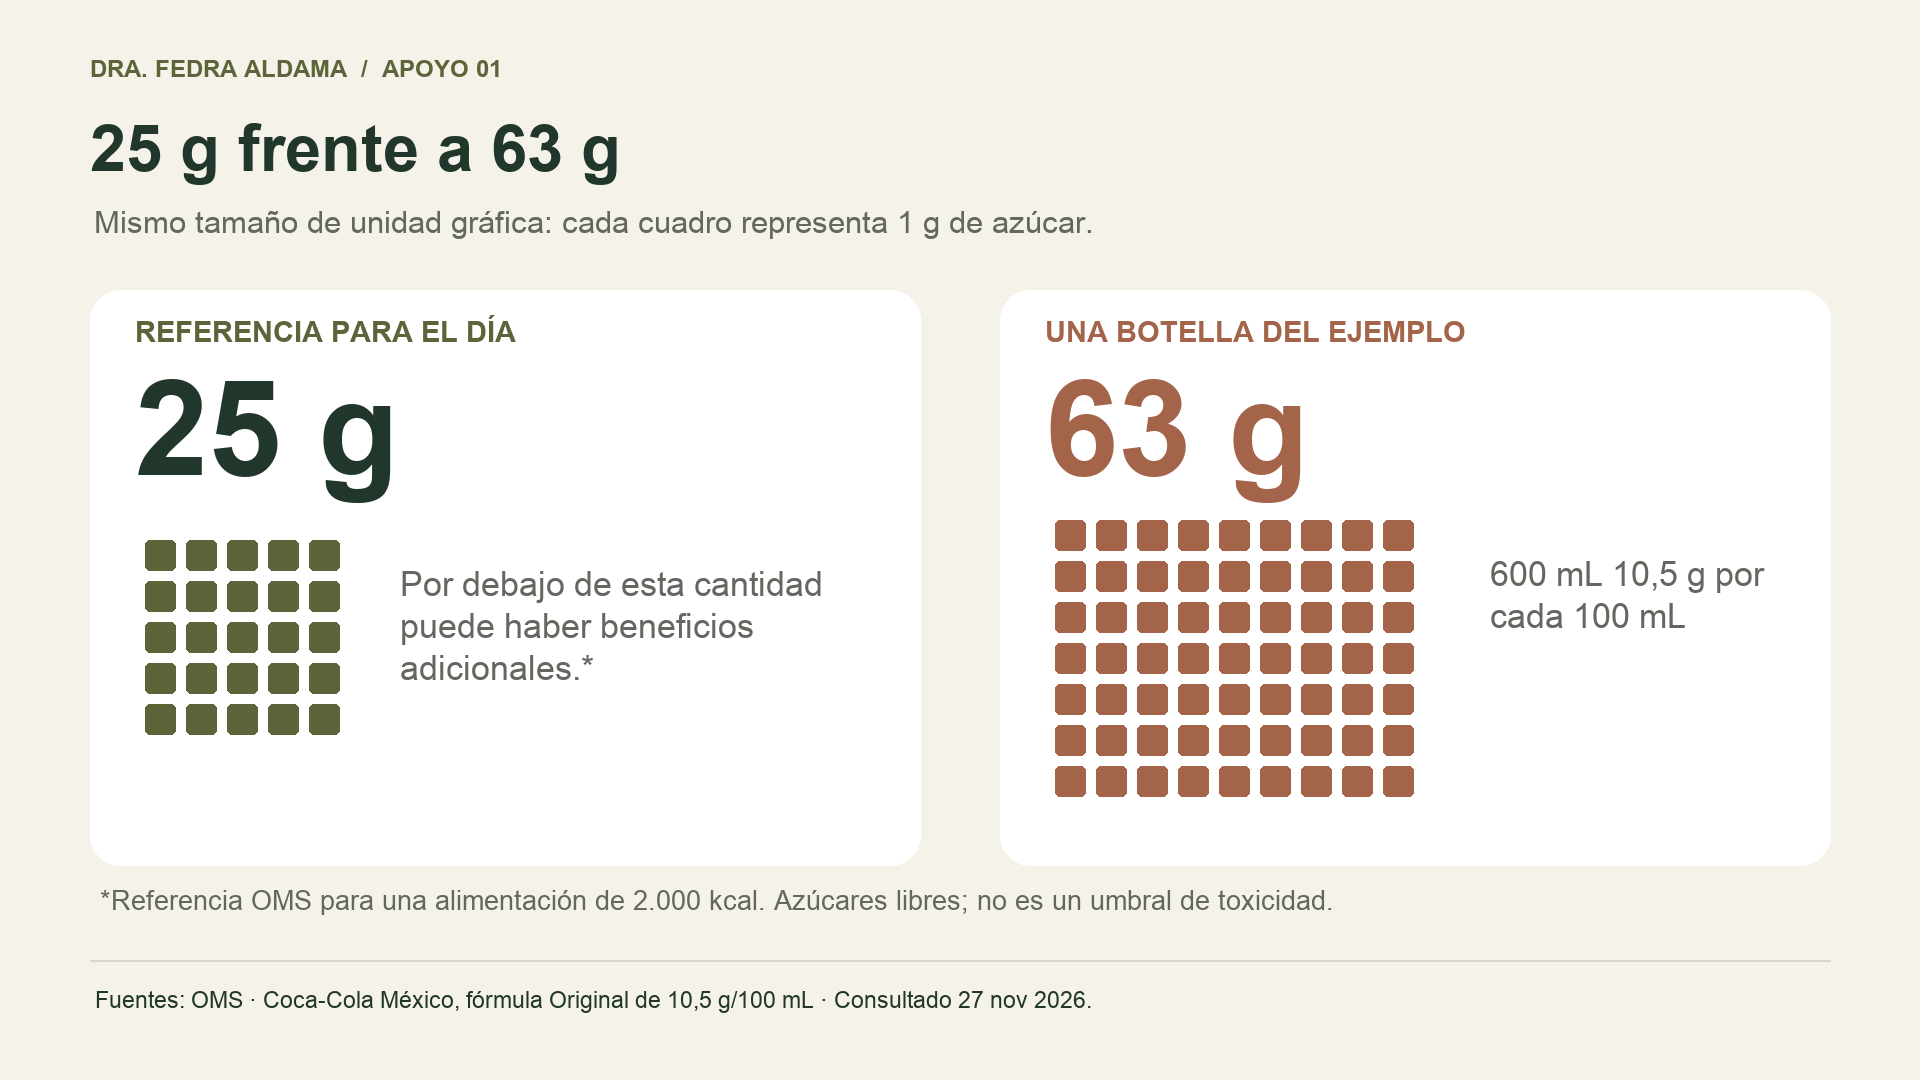 DRA. FEDRA ALDAMA / APOYO 01
25 g frente a 63 g
Mismo tamaño de unidad gráfica: cada cuadro representa 1 g de azúcar.
REFERENCIA PARA EL DÍA
25 g
Por debajo de esta cantidad
puede haber beneficios
adicionales.*
UNA BOTELLA DEL EJEMPLO
63 g
600 mL 10,5 g por
cada 100 mL
*Referencia OMS para una alimentación de 2.000 kcal. Azúcares libres; no es un umbral de toxicidad.
Fuentes: OMS · Coca-Cola México, fórmula Original de 10,5 g/100 mL · Consultado 27 nov 2026.